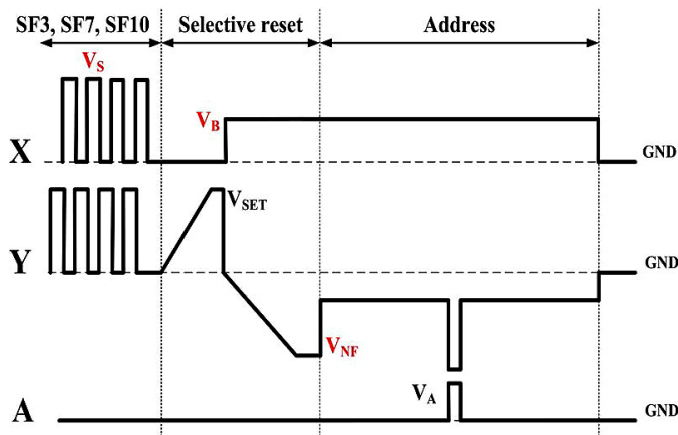 SF3, SF7, SF10 Selective reset Address
VS
VB
X GND
VSET
Y GND
VNF
VA
A GND